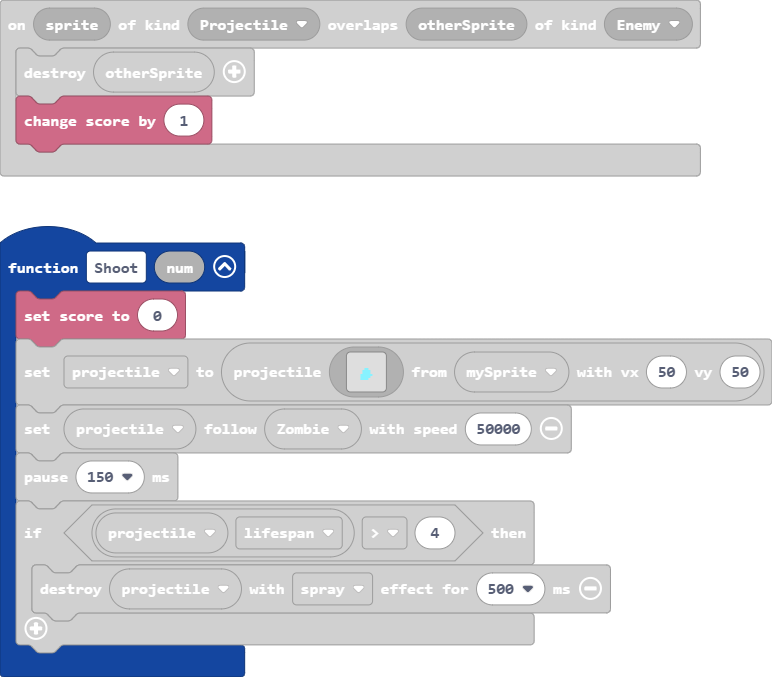 on sprite of kind Projectile overlaps otherSprite of kind Enemy
destroy otherSprite
change score by 1
function Shoot num
set score to 0
set projectile to projectile from mySprite with vx 50 vy 50
set projectile follow Zombie with speed 50000
pause 150 ms
if projectile lifespan > 4 then
destroy projectile with spray effect for 500 ms